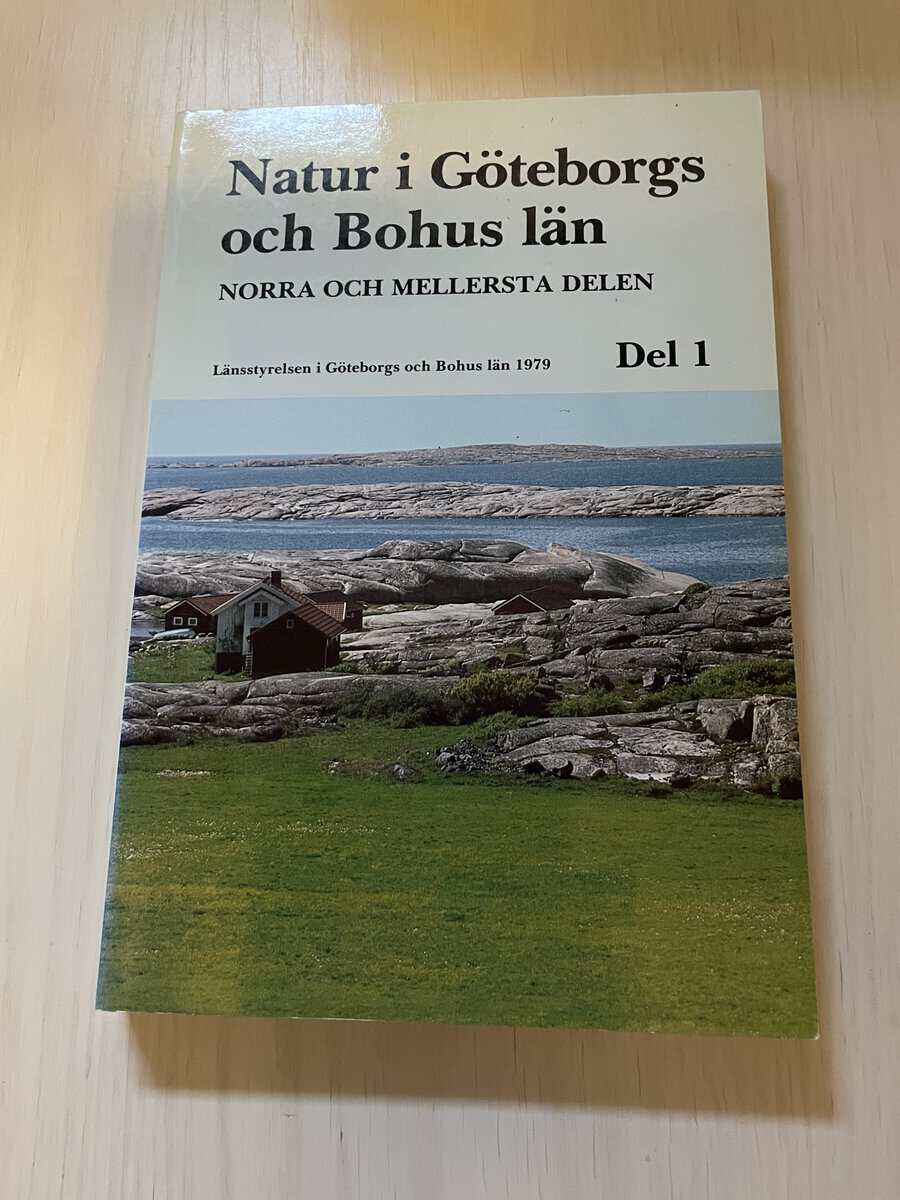 Natur i Göteborgs
och Bohus län
NORRA OCH MELLERSTA DELEN
Länsstyrelsen i Göteborgs och Bohus län 1979
Del 1